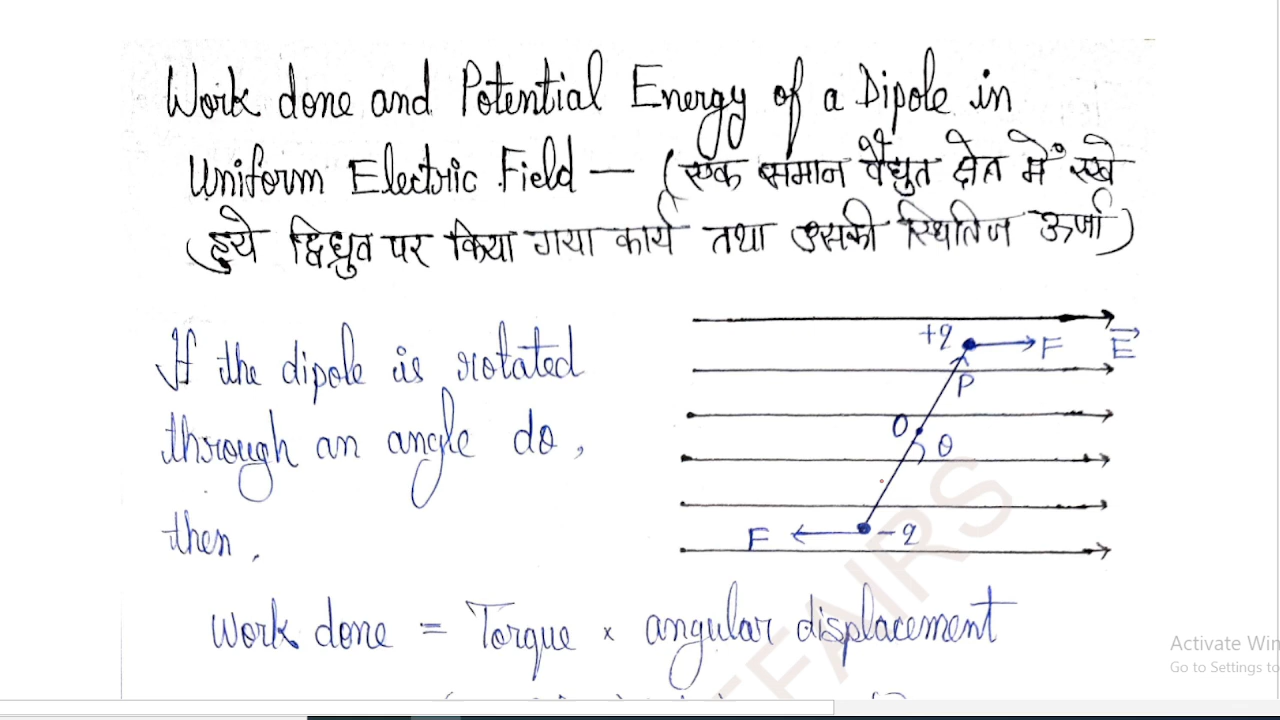 Work done and Potential Energy of a Dipole in
Uniform Electric Field — (एक समान वैद्युत क्षेत्र में रखे
हुये द्विध्रुव पर किया गया कार्य तथा उसकी स्थितिज ऊर्जा)
+q
F
E
If the dipole is rotated
P
through an angle dθ,
O
θ
then,
F
-q
Work done = Torque × angular displacement
FAIRS
Activate Win
Go to Settings to